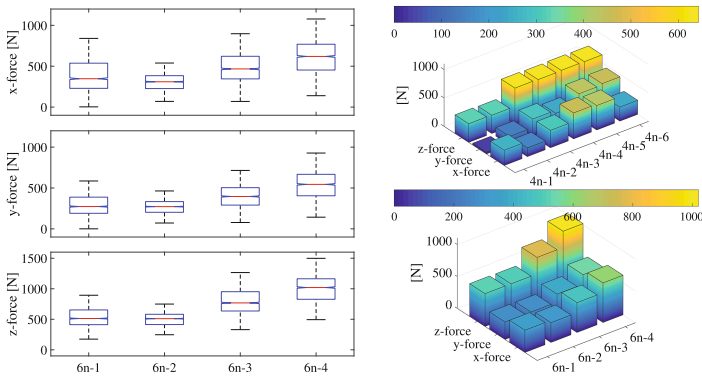 x-force [N]
1000
500
0
y-force [N]
1000
500
0
z-force [N]
1500
1000
500
0
6n-1 6n-2 6n-3 6n-4
0 100 200 300 400 500 600
[N]
1000
500
0
z-force
y-force
x-force
4n-1
4n-2
4n-3
4n-4
4n-5
4n-6
0 200 400 600 800 1000
[N]
1000
500
0
z-force
y-force
x-force
6n-1
6n-2
6n-3
6n-4